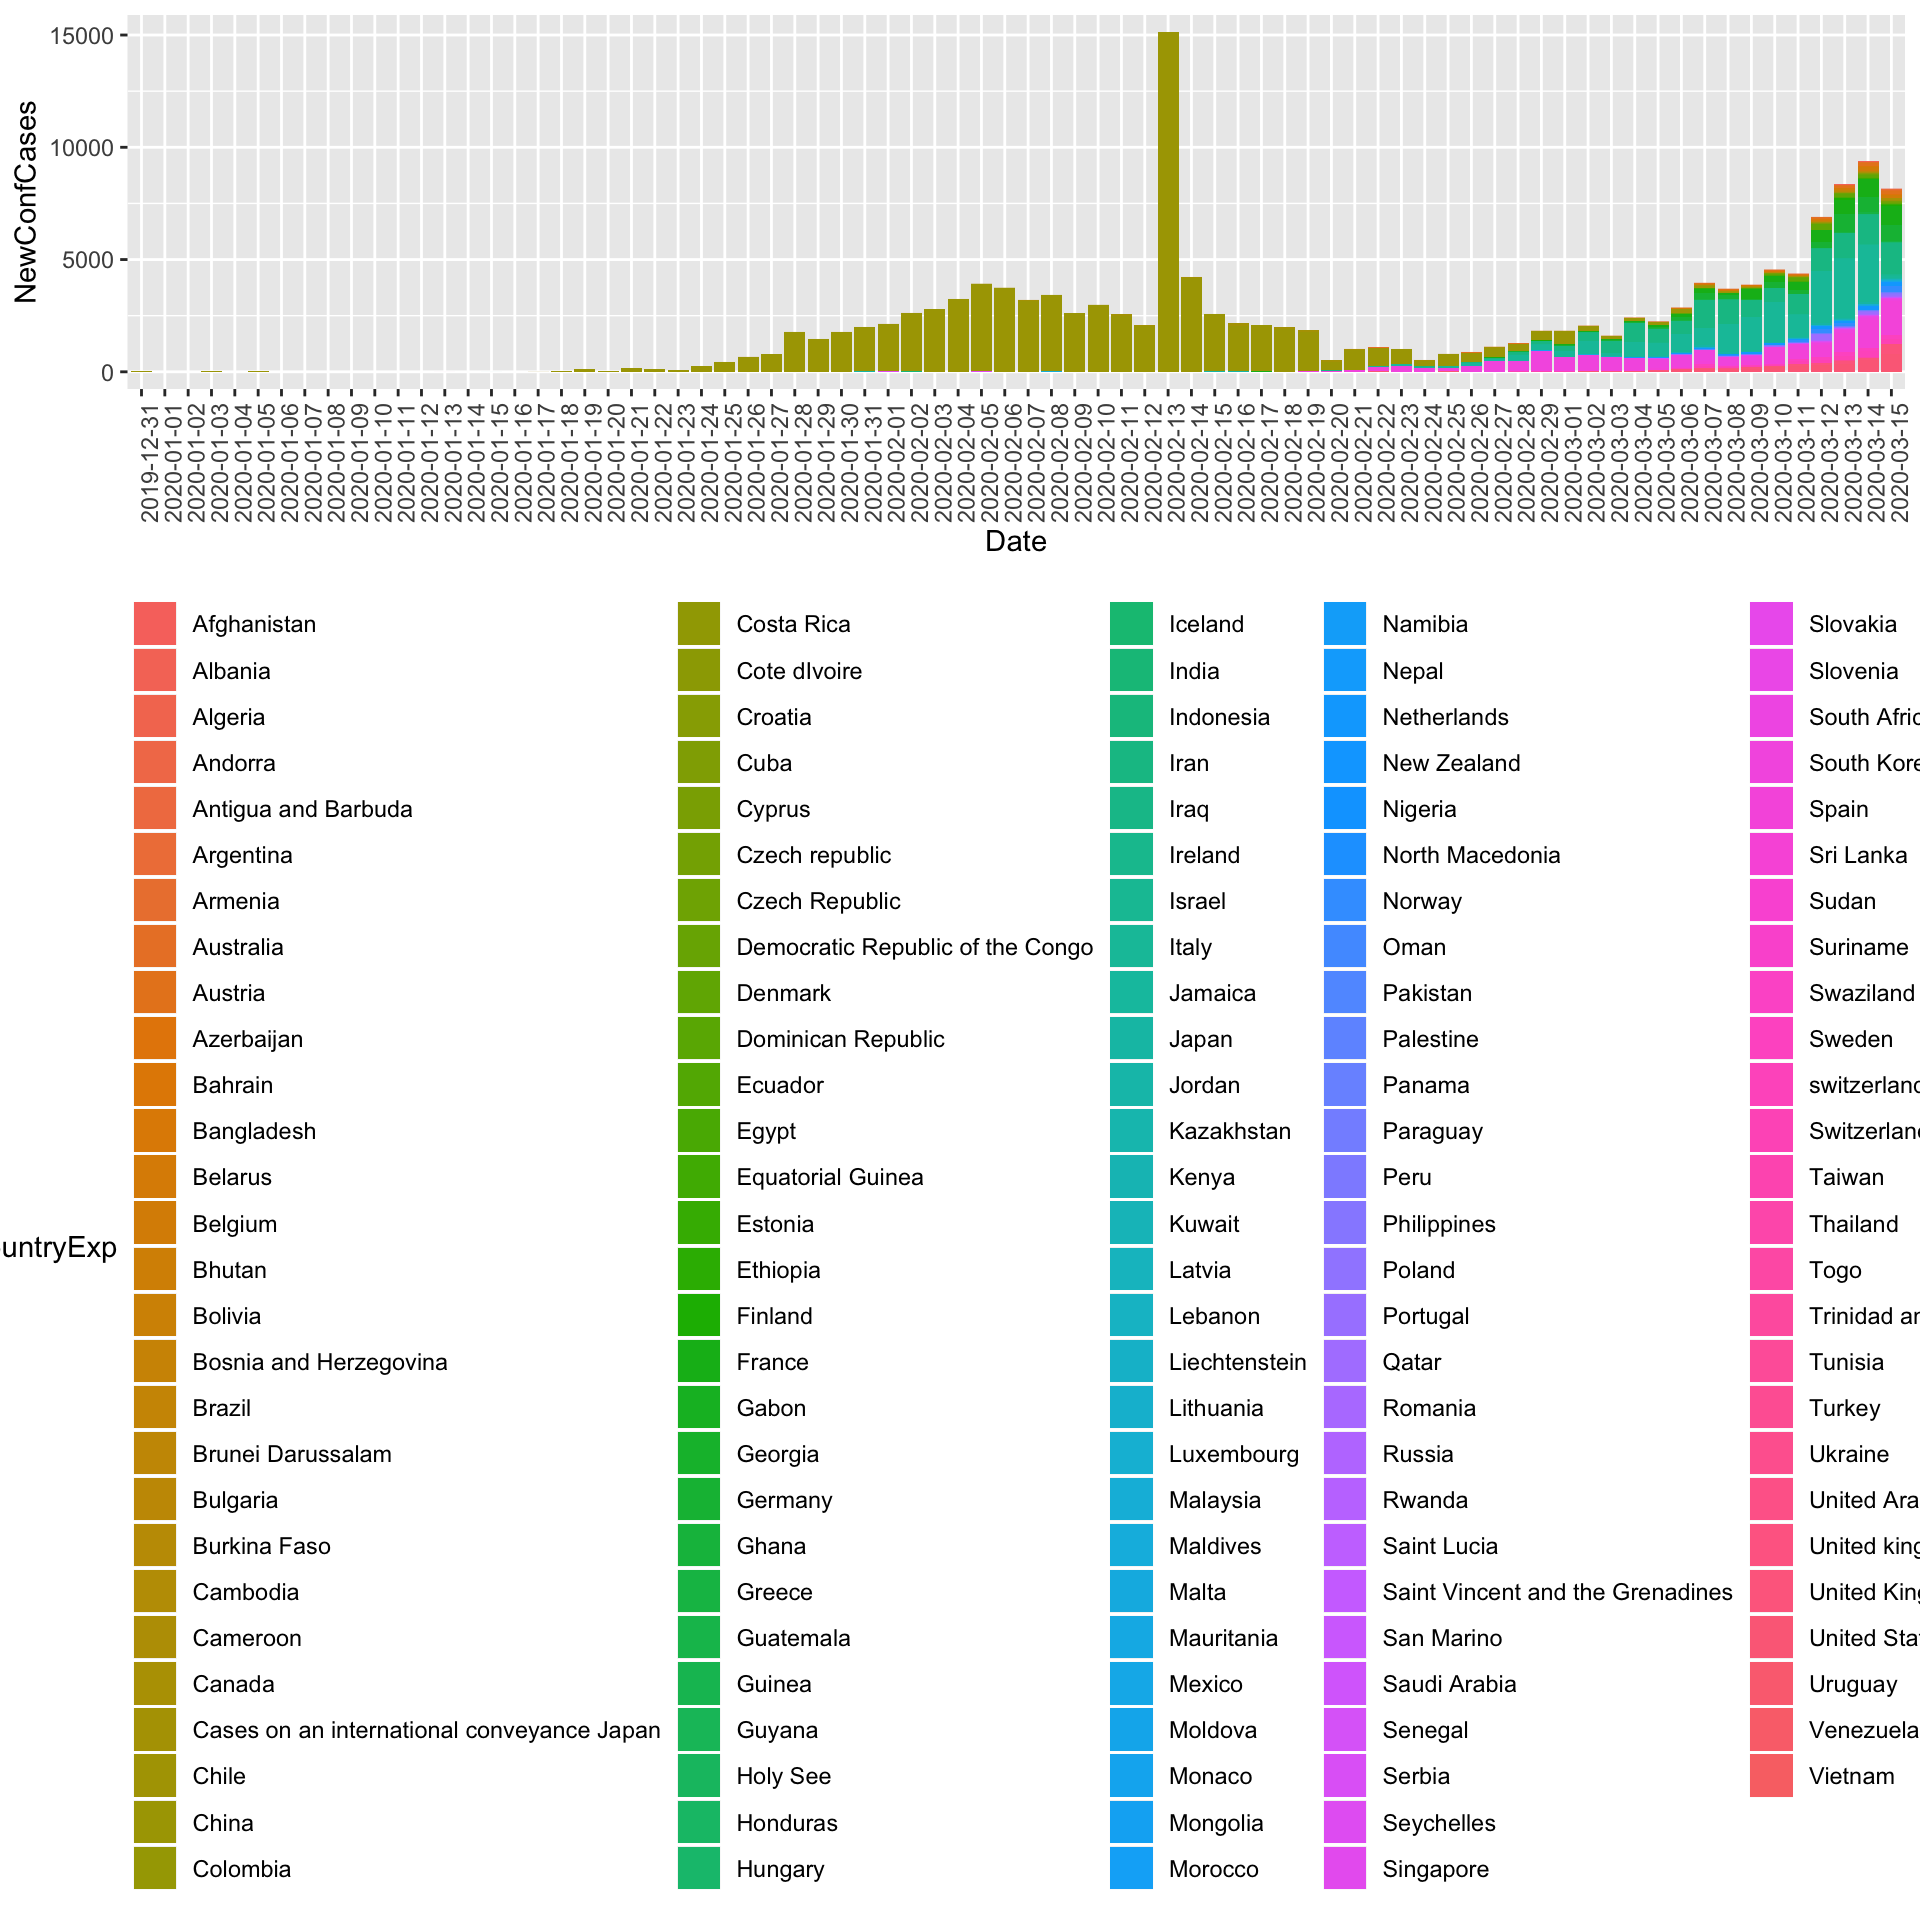 15000
10000
5000
0
NewConfCases
2019-12-31
2020-01-01
2020-01-02
2020-01-03
2020-01-04
2020-01-05
2020-01-06
2020-01-07
2020-01-08
2020-01-09
2020-01-10
2020-01-11
2020-01-12
2020-01-13
2020-01-14
2020-01-15
2020-01-16
2020-01-17
2020-01-18
2020-01-19
2020-01-20
2020-01-21
2020-01-22
2020-01-23
2020-01-24
2020-01-25
2020-01-26
2020-01-27
2020-01-28
2020-01-29
2020-01-30
2020-01-31
2020-02-01
2020-02-02
2020-02-03
2020-02-04
2020-02-05
2020-02-06
2020-02-07
2020-02-08
2020-02-09
2020-02-10
2020-02-11
2020-02-12
2020-02-13
2020-02-14
2020-02-15
2020-02-16
2020-02-17
2020-02-18
2020-02-19
2020-02-20
2020-02-21
2020-02-22
2020-02-23
2020-02-24
2020-02-25
2020-02-26
2020-02-27
2020-02-28
2020-02-29
2020-03-01
2020-03-02
2020-03-03
2020-03-04
2020-03-05
2020-03-06
2020-03-07
2020-03-08
2020-03-09
2020-03-10
2020-03-11
2020-03-12
2020-03-13
2020-03-14
2020-03-15
Date
untryExp
Afghanistan
Albania
Algeria
Andorra
Antigua and Barbuda
Argentina
Armenia
Australia
Austria
Azerbaijan
Bahrain
Bangladesh
Belarus
Belgium
Bhutan
Bolivia
Bosnia and Herzegovina
Brazil
Brunei Darussalam
Bulgaria
Burkina Faso
Cambodia
Cameroon
Canada
Cases on an international conveyance Japan
Chile
China
Colombia
Costa Rica
Cote dIvoire
Croatia
Cuba
Cyprus
Czech republic
Czech Republic
Democratic Republic of the Congo
Denmark
Dominican Republic
Ecuador
Egypt
Equatorial Guinea
Estonia
Ethiopia
Finland
France
Gabon
Georgia
Germany
Ghana
Greece
Guatemala
Guinea
Guyana
Holy See
Honduras
Hungary
Iceland
India
Indonesia
Iran
Iraq
Ireland
Israel
Italy
Jamaica
Japan
Jordan
Kazakhstan
Kenya
Kuwait
Latvia
Lebanon
Liechtenstein
Lithuania
Luxembourg
Malaysia
Maldives
Malta
Mauritania
Mexico
Moldova
Monaco
Mongolia
Morocco
Namibia
Nepal
Netherlands
New Zealand
Nigeria
North Macedonia
Norway
Oman
Pakistan
Palestine
Panama
Paraguay
Peru
Philippines
Poland
Portugal
Qatar
Romania
Russia
Rwanda
Saint Lucia
Saint Vincent and the Grenadines
San Marino
Saudi Arabia
Senegal
Serbia
Seychelles
Singapore
Slovakia
Slovenia
South Afric
South Kore
Spain
Sri Lanka
Sudan
Suriname
Swaziland
Sweden
switzerland
Switzerland
Taiwan
Thailand
Togo
Trinidad an
Tunisia
Turkey
Ukraine
United Ara
United king
United King
United Stat
Uruguay
Venezuela
Vietnam